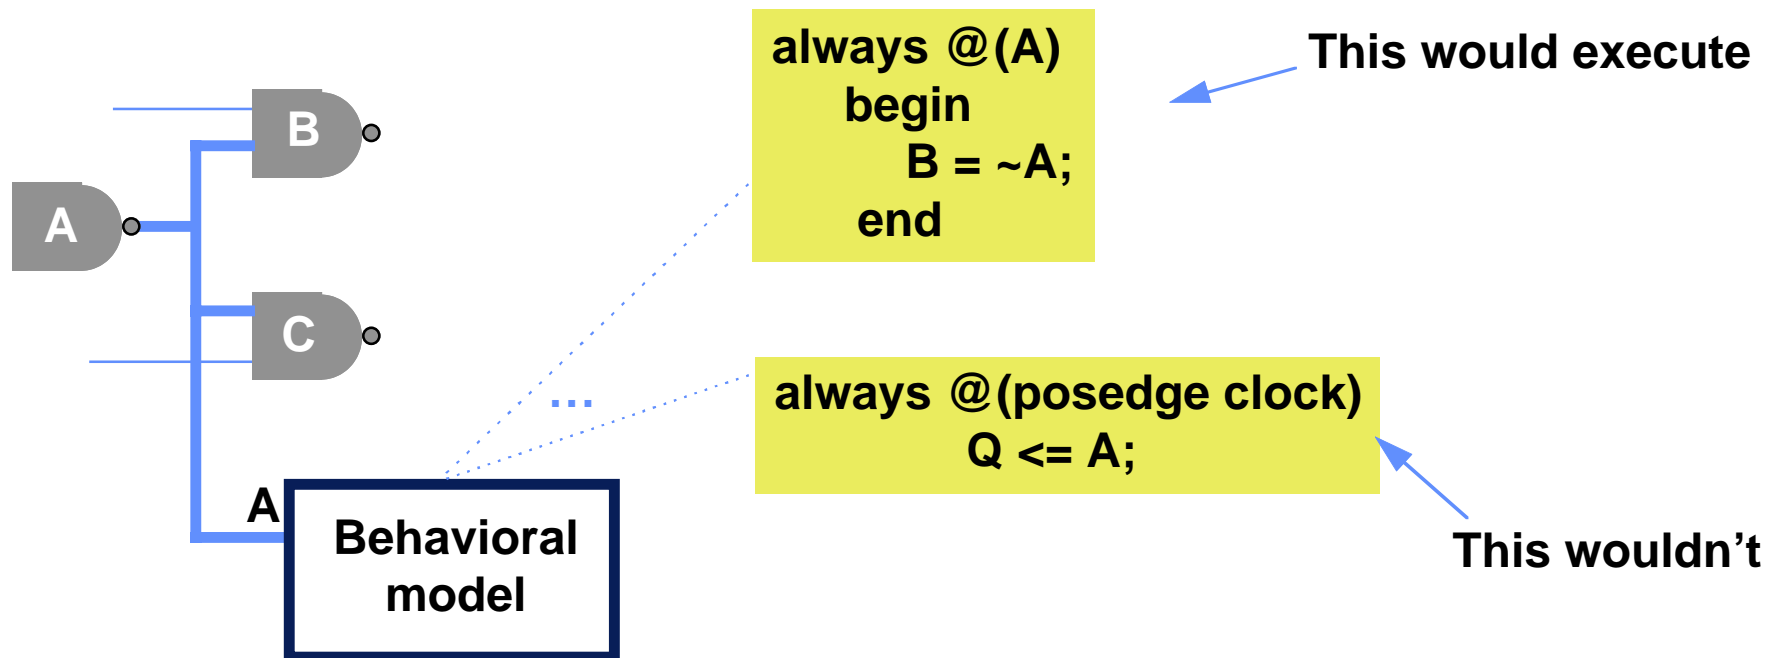 always @(A)
begin
B = ~A;
end
This would execute
B
A
C
...
always @(posedge clock)
Q <= A;
This wouldn’t
A
Behavioral
model